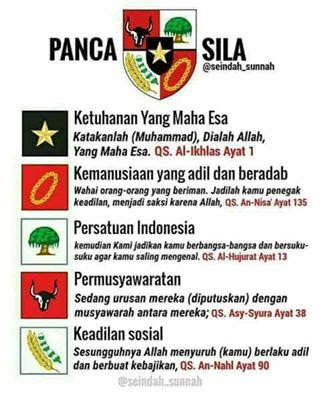 PANCA SILA
@seindah_sunnah
Ketuhanan Yang Maha Esa
Katakanlah (Muhammad), Dialah Allah,
Yang Maha Esa. QS. Al-Ikhlas Ayat 1
Kemanusiaan yang adil dan beradab
Wahai orang-orang yang beriman. Jadilah kamu penegak
keadilan, menjadi saksi karena Allah, QS. An-Nisa' Ayat 135
Persatuan Indonesia
kemudian Kami jadikan kamu berbangsa-bangsa dan bersuku-
suku agar kamu saling mengenal. QS. Al-Hujurat Ayat 13
Permusyawaratan
Sedang urusan mereka (diputuskan) dengan
musyawarah antara mereka; QS. Asy-Syura Ayat 38
Keadilan sosial
Sesungguhnya Allah menyuruh (kamu) berlaku adil
dan berbuat kebajikan, QS. An-Nahl Ayat 90
@seindah_sunnah